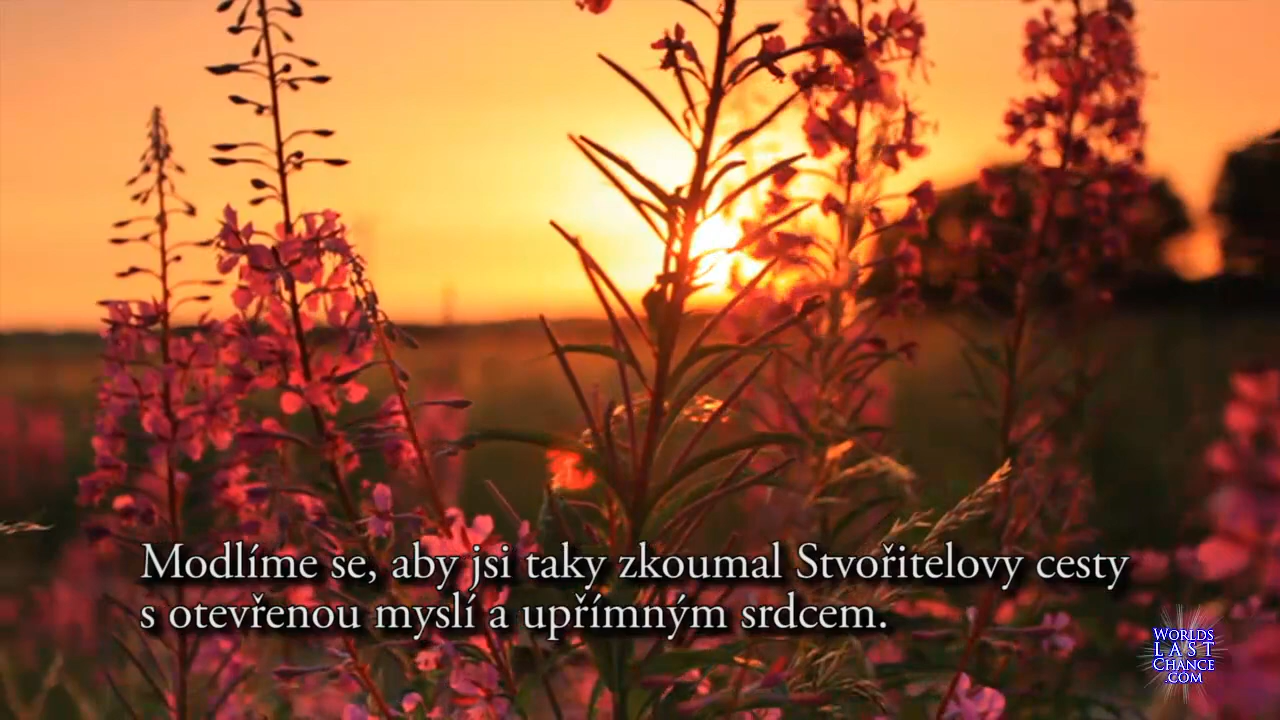 Modlíme se, aby jsi taky zkoumal Stvořitelovy cesty
s otevřenou myslí a upřímným srdcem.
WORLDS
LAST
CHANCE
.COM